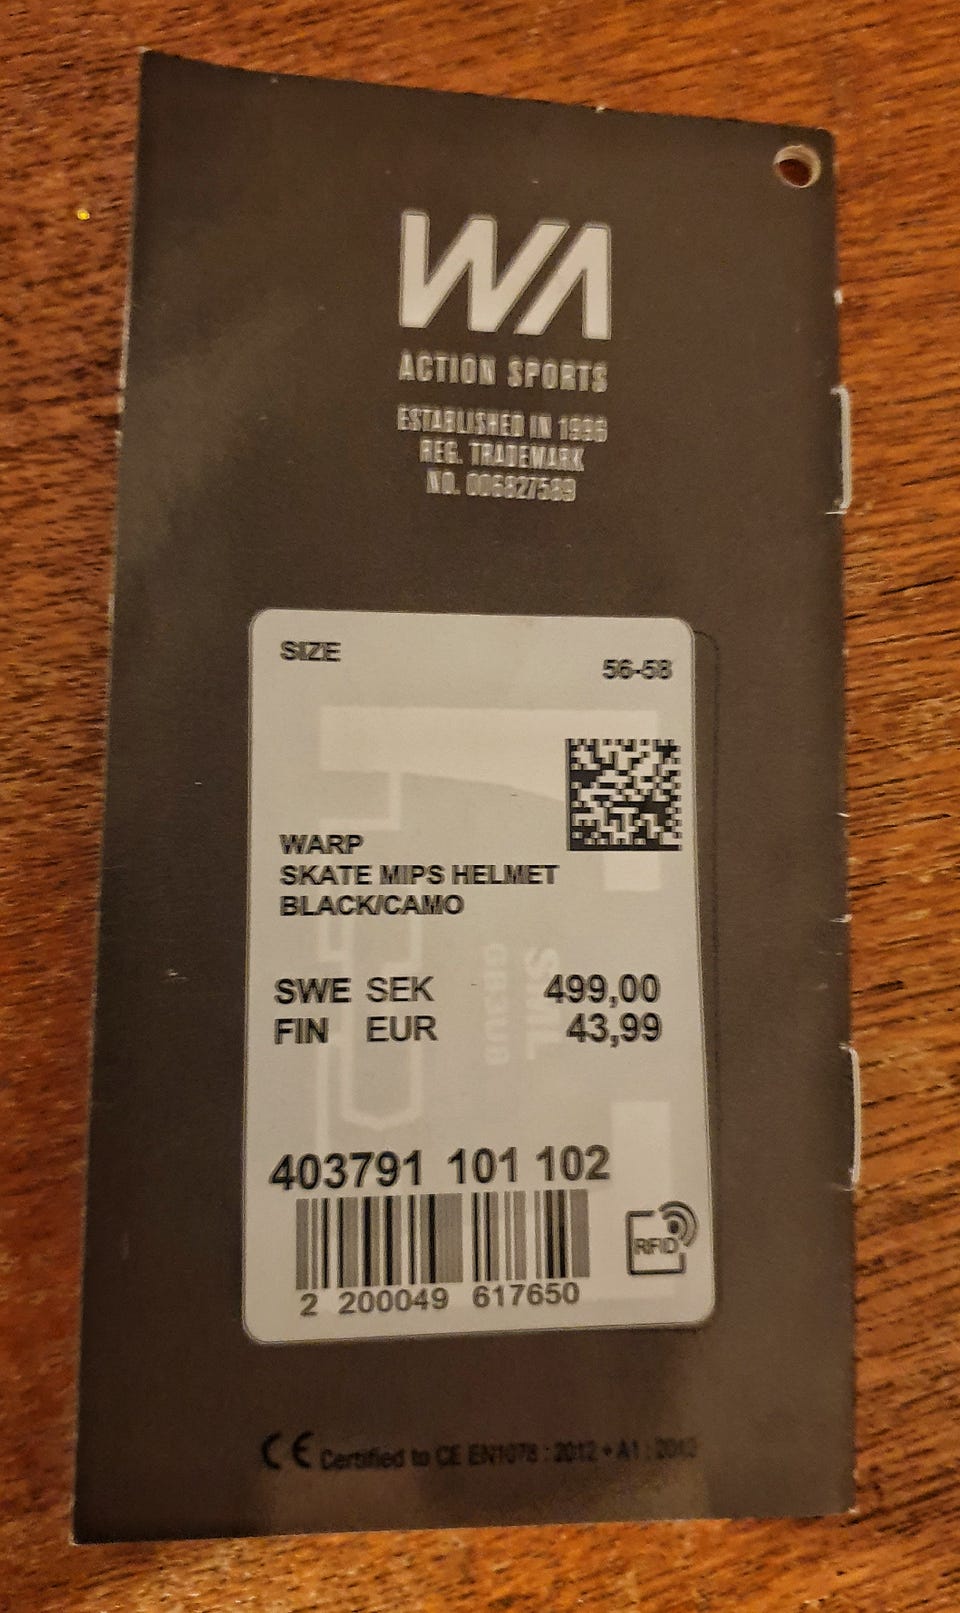 WA
ACTION SPORTS
ESTABLISHED IN 1996
REG. TRADEMARK
NO. 006827589
SIZE 56-58
WARP
SKATE MIPS HELMET
BLACK/CAMO
SWE SEK 499,00
FIN EUR 43,99
403791 101 102
RFID
2 200049 617650
CE Certified to CE EN1078 : 2012 + A1 : 2012